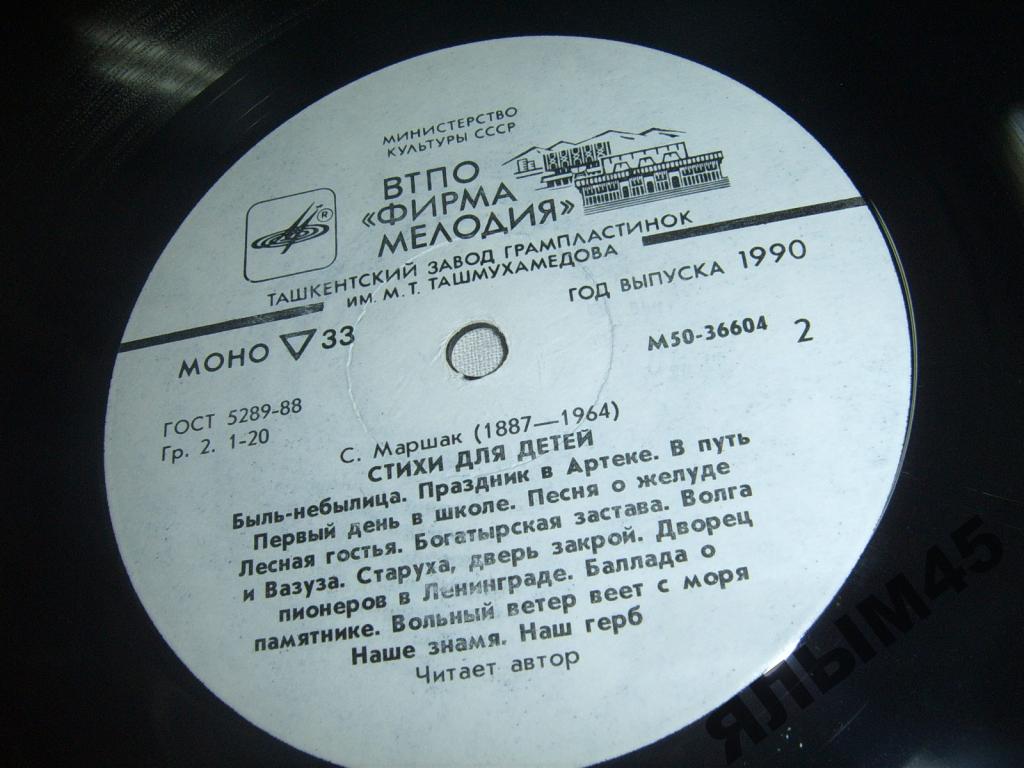 МИНИСТЕРСТВО
КУЛЬТУРЫ СССР
ВТПО
«ФИРМА
МЕЛОДИЯ»
®
ТАШКЕНТСКИЙ ЗАВОД ГРАМПЛАСТИНОК
ИМ. М. Т. ТАШМУХАМЕДОВА
ГОД ВЫПУСКА 1990
МОНО ▽ 33
М50-36604 2
ГОСТ 5289-88
Гр. 2. 1-20
С. Маршак (1887—1964)
СТИХИ ДЛЯ ДЕТЕЙ
Быль-небылица. Праздник в Артеке. В путь
Первый день в школе. Песня о желуде
Лесная гостья. Богатырская застава. Волга
и Вазуза. Старуха, дверь закрой. Дворец
пионеров в Ленинграде. Баллада о
памятнике. Вольный ветер веет с моря
Наше знамя. Наш герб
Читает автор
ЯЛЫМ45